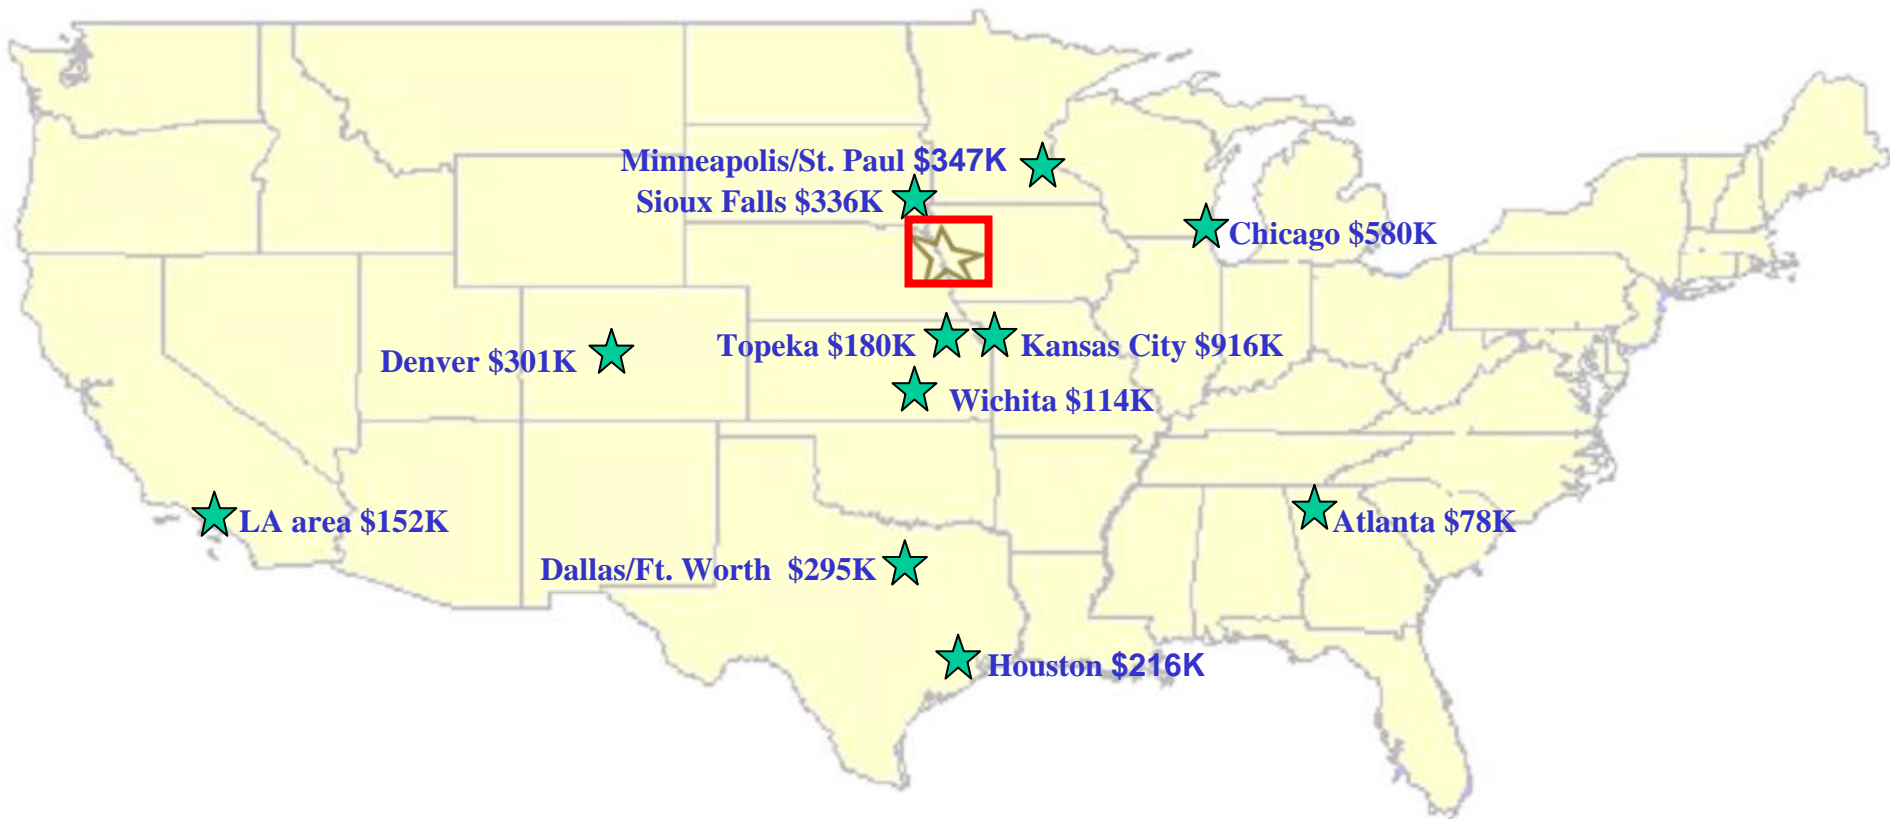 Minneapolis/St. Paul $347K
Sioux Falls $336K
Chicago $580K
Topeka $180K
Kansas City $916K
Denver $301K
Wichita $114K
LA area $152K
Atlanta $78K
Dallas/Ft. Worth  $295K
Houston $216K